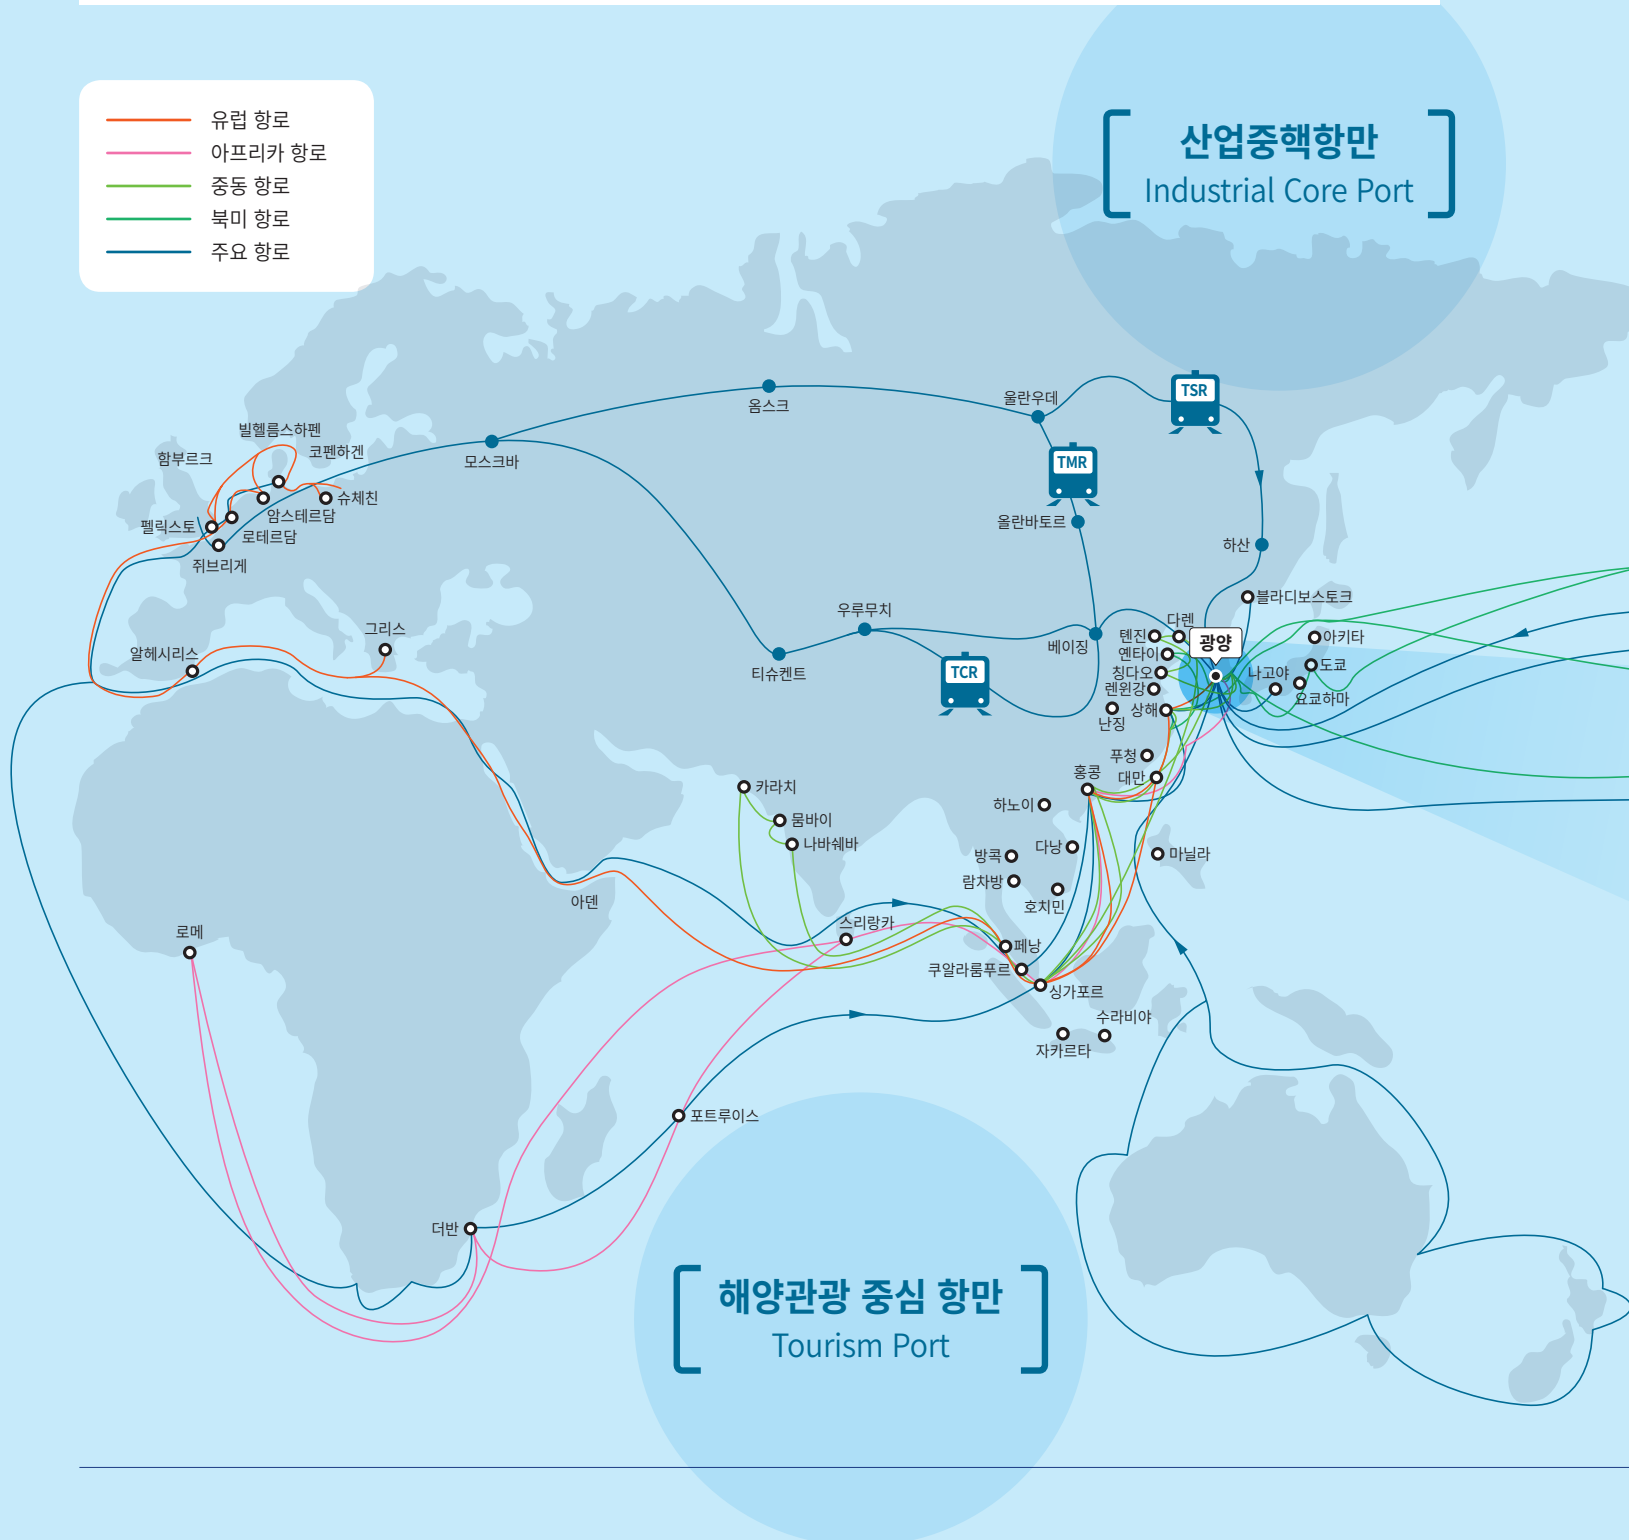 유럽 항로
아프리카 항로
중동 항로
북미 항로
주요 항로
산업중핵항만
Industrial Core Port
TSR
울란우데
옴스크
빌헬름스하펜
코펜하겐
함부르크
모스크바
TMR
슈체친
암스테르담
펠릭스토
로테르담
쥐브리게
올란바토르
하산
블라디보스토크
우루무치
다렌
톈진
광양
아키타
그리스
베이징
옌타이
알헤시리스
티슈켄트
TCR
칭다오
나고야
도쿄
렌윈강
요쿄하마
상해
난징
푸청
홍콩
대만
카라치
하노이
뭄바이
나바쉐바
다낭
마닐라
방콕
람차방
호치민
아덴
스리랑카
로메
페낭
쿠알라룸푸르
싱가포르
수라비야
자카르타
포트루이스
더반
해양관광 중심 항만
Tourism Port